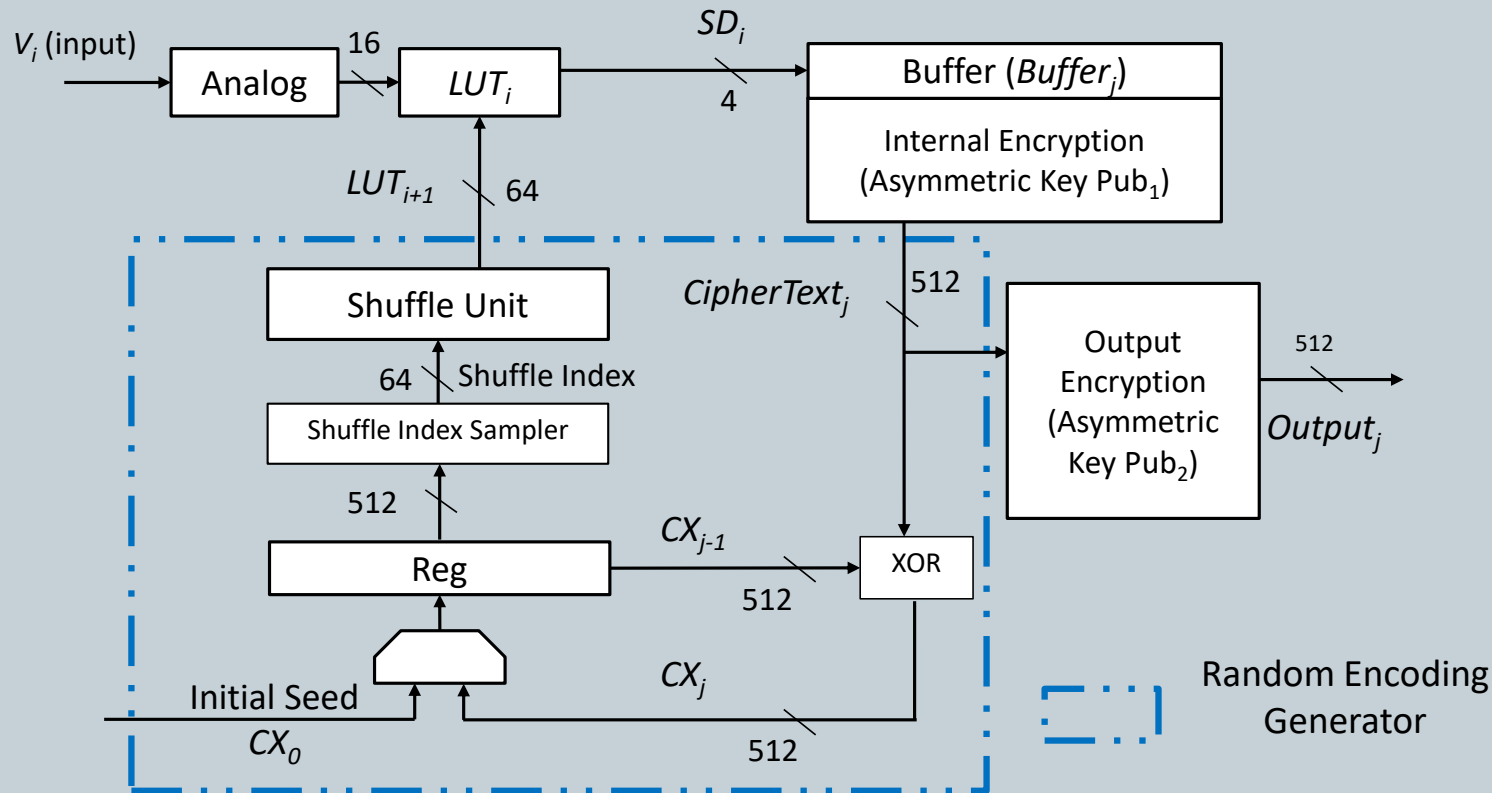 V_i (input)
Analog
16
LUT_i
SD_i
4
Buffer (Buffer_j)
Internal Encryption
(Asymmetric Key Pub_1)
LUT_{i+1}
64
Shuffle Unit
64
Shuffle Index
Shuffle Index Sampler
512
Reg
CX_{j-1}
512
CipherText_j
512
XOR
Output
Encryption
(Asymmetric
Key Pub_2)
512
Output_j
Initial Seed
CX_0
CX_j
512
Random Encoding
Generator